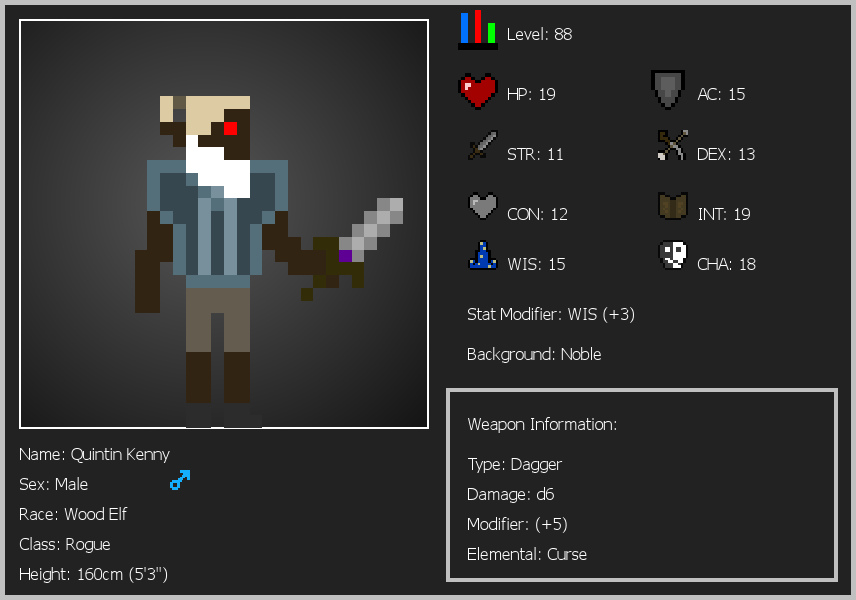 Level: 88
HP: 19
AC: 15
STR: 11
DEX: 13
CON: 12
INT: 19
WIS: 15
CHA: 18
Stat Modifier: WIS (+3)
Background: Noble
Weapon Information:
Type: Dagger
Damage: d6
Modifier: (+5)
Elemental: Curse
Name: Quintin Kenny
Sex: Male
Race: Wood Elf
Class: Rogue
Height: 160cm (5'3")